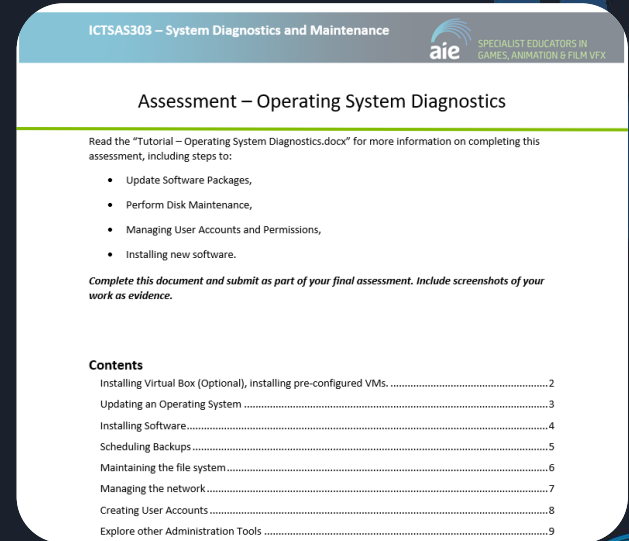 ICTSAS303 – System Diagnostics and Maintenance
aie
SPECIALIST EDUCATORS IN
GAMES, ANIMATION & FILM VFX
Assessment – Operating System Diagnostics
Read the “Tutorial – Operating System Diagnostics.docx” for more information on completing this
assessment, including steps to:
• Update Software Packages,
• Perform Disk Maintenance,
• Managing User Accounts and Permissions,
• Installing new software.
Complete this document and submit as part of your final assessment. Include screenshots of your
work as evidence.
Contents
Installing Virtual Box (Optional), installing pre-configured VMs. ........................................2
Updating an Operating System ........................................3
Installing Software........................................4
Scheduling Backups........................................5
Maintaining the file system........................................6
Managing the network........................................7
Creating User Accounts........................................8
Explore other Administration Tools ........................................9